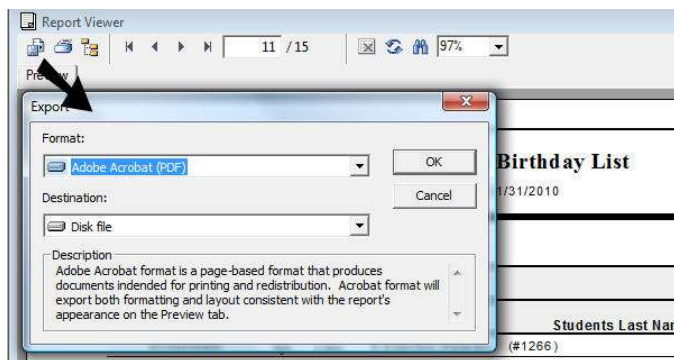 Report Viewer
11 / 15
97%
Preview
Export
Format:
Adobe Acrobat (PDF)
OK
Cancel
Destination:
Disk file
Description
Adobe Acrobat format is a page-based format that produces
documents indended for printing and redistribution. Acrobat format will
export both formatting and layout consistent with the report's
appearance on the Preview tab.
Birthday List
1/31/2010
Students Last Nar
(#1266)